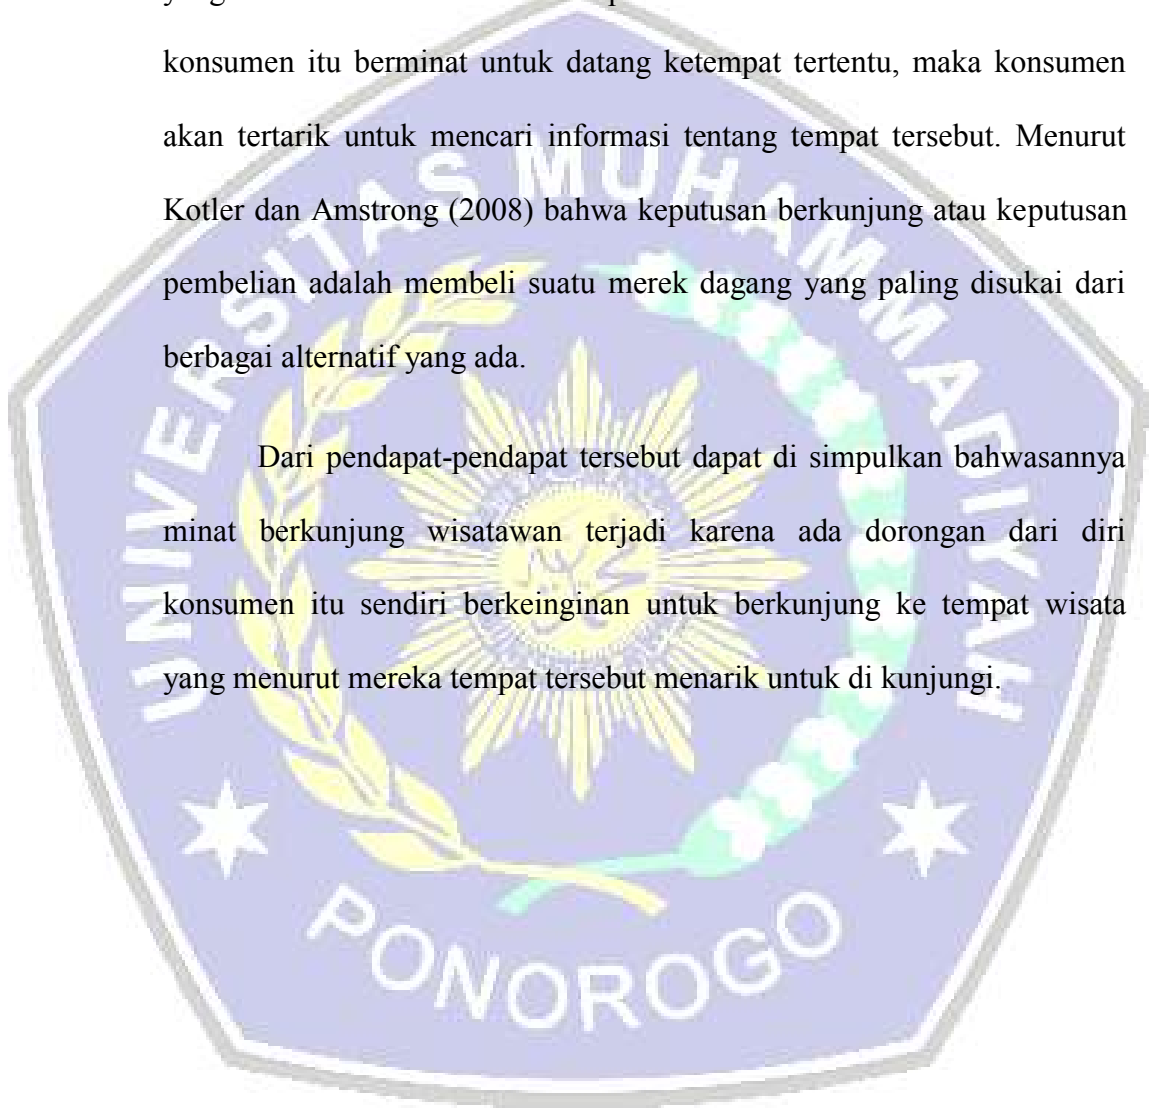 konsumen itu berminat untuk datang ketempat tertentu, maka konsumen
akan tertarik untuk mencari informasi tentang tempat tersebut. Menurut
Kotler dan Amstrong (2008) bahwa keputusan berkunjung atau keputusan
pembelian adalah membeli suatu merek dagang yang paling disukai dari
berbagai alternatif yang ada.
Dari pendapat-pendapat tersebut dapat di simpulkan bahwasannya
minat berkunjung wisatawan terjadi karena ada dorongan dari diri
konsumen itu sendiri berkeinginan untuk berkunjung ke tempat wisata
yang menurut mereka tempat tersebut menarik untuk di kunjungi.
UNIVERSITAS MUHAMMADIYAH
PONOROGO